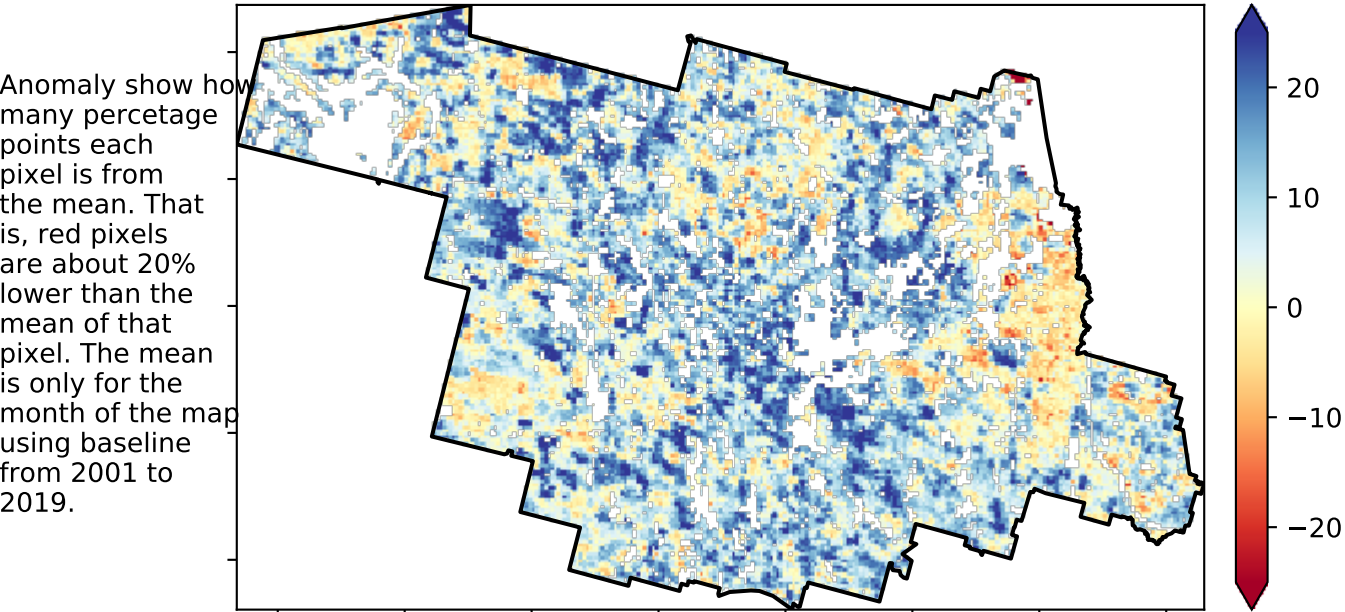 Anomaly show how
many percetage
points each
pixel is from
the mean. That
is, red pixels
are about 20%
lower than the
mean of that
pixel. The mean
is only for the
month of the map
using baseline
from 2001 to
2019.
20
10
0
−10
−20